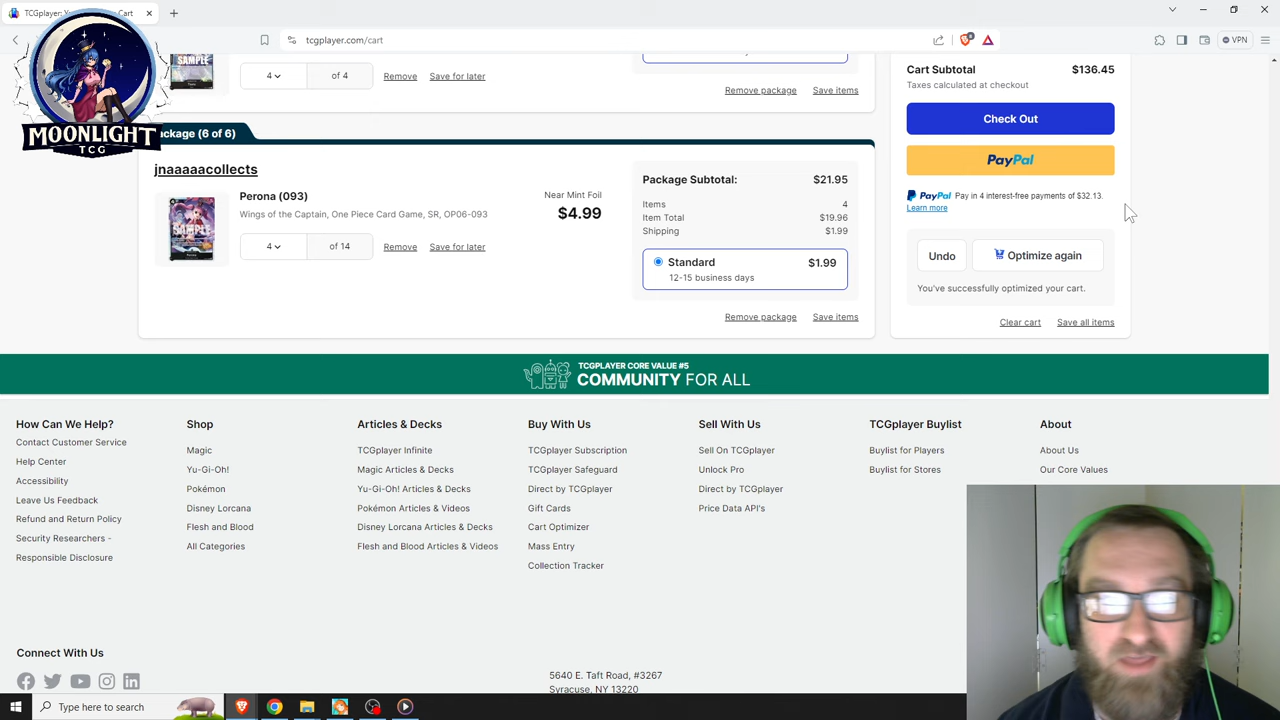 TCGplayer: Y
Cart
tcgplayer.com/cart
VPN
MOONLIGHT
TCG
SAMPLE
4
of 4
Remove
Save for later
Remove package
Save items
Cart Subtotal
$136.45
Taxes calculated at checkout
Check Out
PayPal
PayPal Pay in 4 interest-free payments of $32.13.
Learn more
Undo
Optimize again
You've successfully optimized your cart.
Clear cart
Save all items
ackage (6 of 6)
jnaaaaacollects
SAMPLE
Perona (093)
Wings of the Captain, One Piece Card Game, SR, OP06-093
4
of 14
Remove
Save for later
Near Mint Foil
$4.99
Package Subtotal:
$21.95
Items
4
Item Total
$19.96
Shipping
$1.99
Standard
$1.99
12-15 business days
Remove package
Save items
TCGPLAYER CORE VALUE #5
COMMUNITY FOR ALL
How Can We Help?
Contact Customer Service
Help Center
Accessibility
Leave Us Feedback
Refund and Return Policy
Security Researchers -
Responsible Disclosure
Shop
Magic
Yu-Gi-Oh!
Pokémon
Disney Lorcana
Flesh and Blood
All Categories
Articles & Decks
TCGplayer Infinite
Magic Articles & Decks
Yu-Gi-Oh! Articles & Decks
Pokémon Articles & Videos
Disney Lorcana Articles & Decks
Flesh and Blood Articles & Videos
Buy With Us
TCGplayer Subscription
TCGplayer Safeguard
Direct by TCGplayer
Gift Cards
Cart Optimizer
Mass Entry
Collection Tracker
Sell With Us
Sell On TCGplayer
Unlock Pro
Direct by TCGplayer
Price Data API's
TCGplayer Buylist
Buylist for Players
Buylist for Stores
About
About Us
Our Core Values
Connect With Us
5640 E. Taft Road, #3267
Syracuse, NY 13220
Type here to search